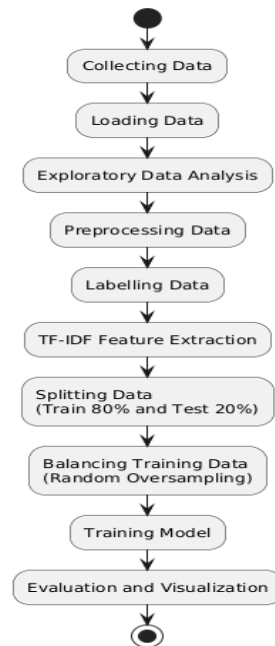 Collecting Data
Loading Data
Exploratory Data Analysis
Preprocessing Data
Labelling Data
TF-IDF Feature Extraction
Splitting Data
(Train 80% and Test 20%)
Balancing Training Data
(Random Oversampling)
Training Model
Evaluation and Visualization